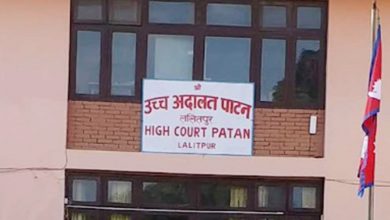 श्री
उच्च अदालत पाटन
ललितपुर
HIGH COURT PATAN
LALITPUR